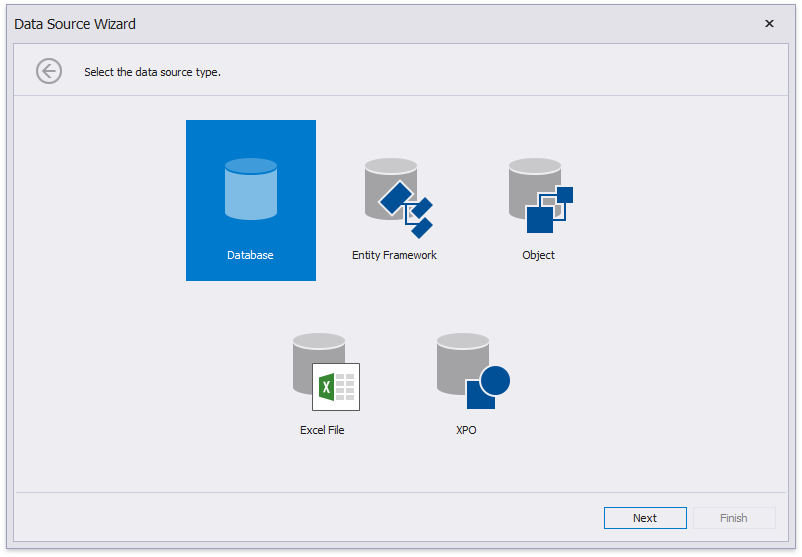 Data Source Wizard
Select the data source type.
Database
Entity Framework
Object
X
Excel File
XPO
Next
Finish